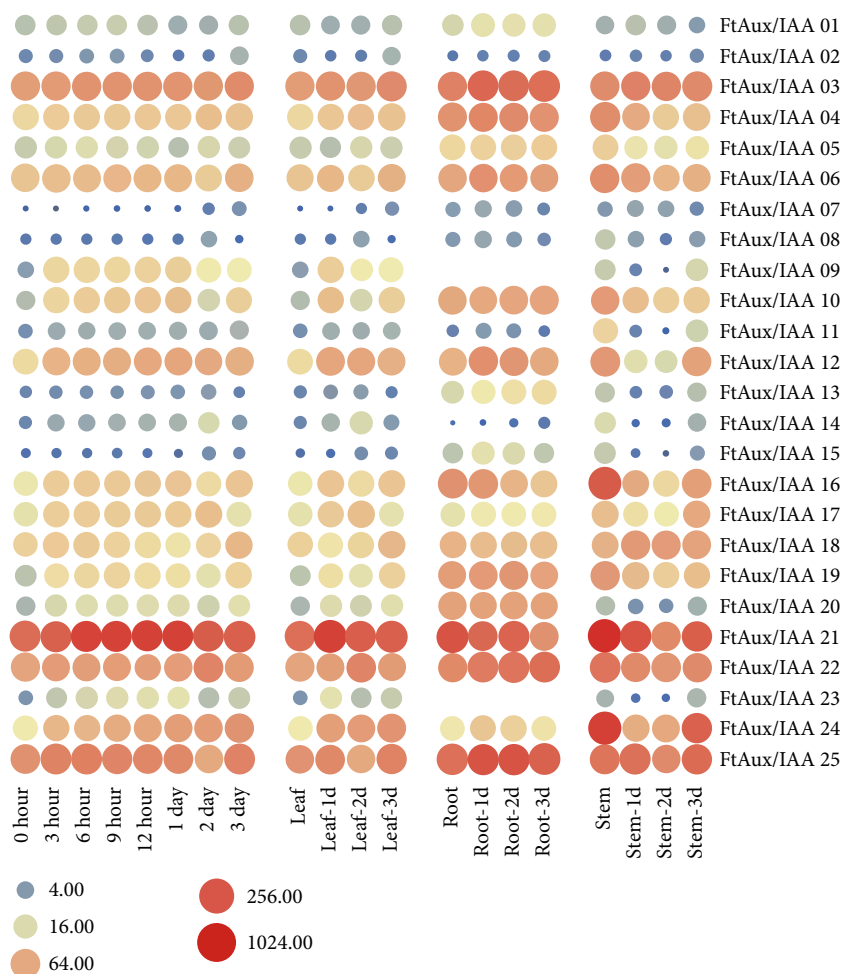 FtAux/IAA 01
FtAux/IAA 02
FtAux/IAA 03
FtAux/IAA 04
FtAux/IAA 05
FtAux/IAA 06
FtAux/IAA 07
FtAux/IAA 08
FtAux/IAA 09
FtAux/IAA 10
FtAux/IAA 11
FtAux/IAA 12
FtAux/IAA 13
FtAux/IAA 14
FtAux/IAA 15
FtAux/IAA 16
FtAux/IAA 17
FtAux/IAA 18
FtAux/IAA 19
FtAux/IAA 20
FtAux/IAA 21
FtAux/IAA 22
FtAux/IAA 23
FtAux/IAA 24
FtAux/IAA 25
0 hour
3 hour
6 hour
9 hour
12 hour
1 day
2 day
3 day
Leaf
Leaf-1d
Leaf-2d
Leaf-3d
Root
Root-1d
Root-2d
Root-3d
Stem
Stem-1d
Stem-2d
Stem-3d
4.00
16.00
64.00
256.00
1024.00